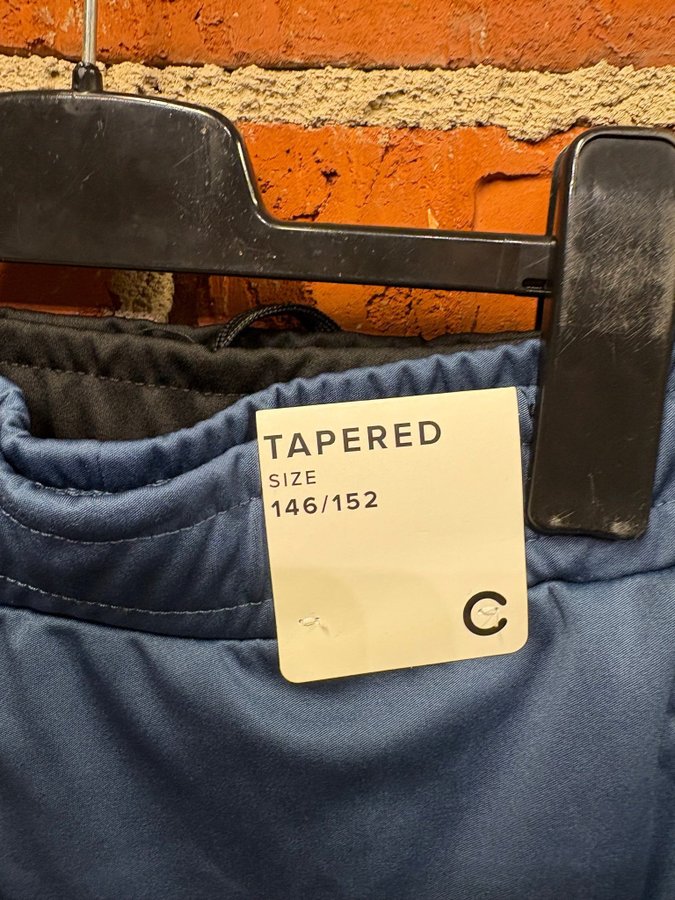 TAPERED
SIZE
146/152
C